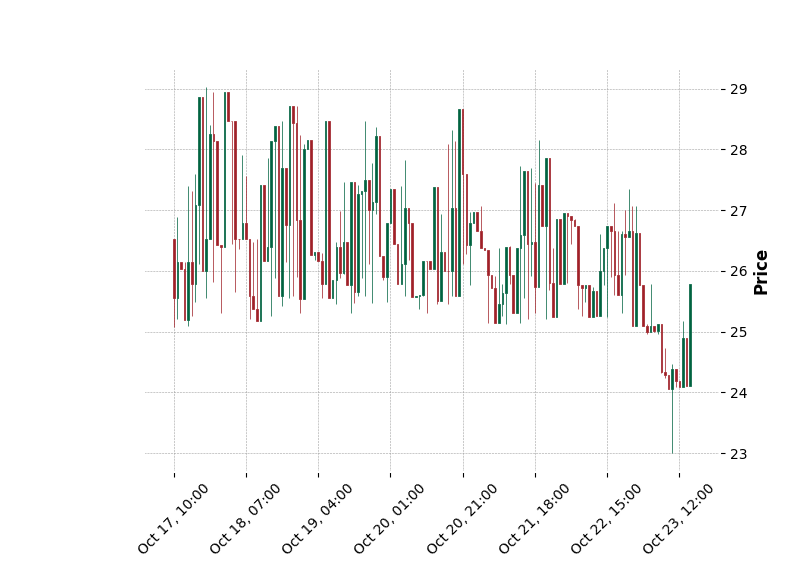 29
28
27
26
25
24
23
Price
Oct 17, 10:00
Oct 18, 07:00
Oct 19, 04:00
Oct 20, 01:00
Oct 20, 21:00
Oct 21, 18:00
Oct 22, 15:00
Oct 23, 12:00